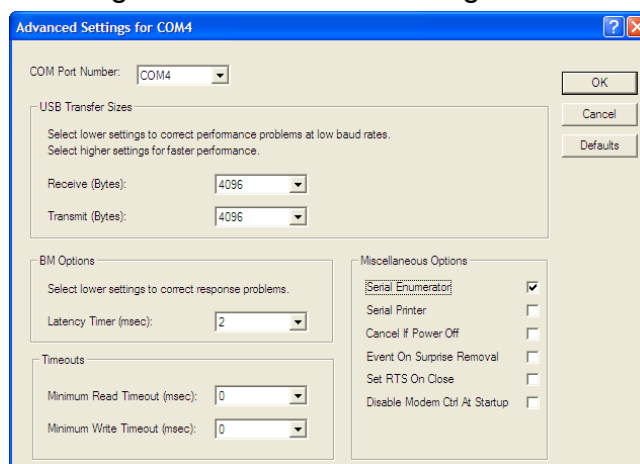 Advanced Settings for COM4
COM Port Number: COM4
OK
USB Transfer Sizes
Cancel
Select lower settings to correct performance problems at low baud rates.
Select higher settings for faster performance.
Defaults
Receive (Bytes): 4096
Transmit (Bytes): 4096
BM Options
Select lower settings to correct response problems.
Latency Timer (msec): 2
Timeouts
Minimum Read Timeout (msec): 0
Minimum Write Timeout (msec): 0
Miscellaneous Options
Serial Enumerator
Serial Printer
Cancel If Power Off
Event On Surprise Removal
Set RTS On Close
Disable Modem Ctrl At Startup